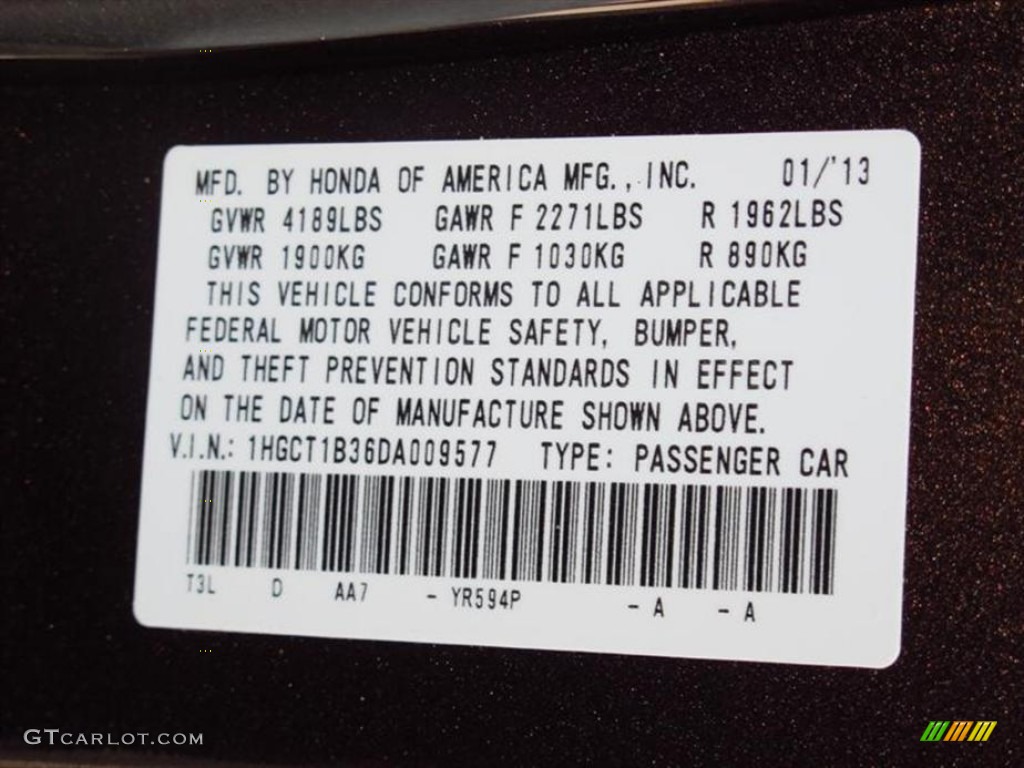 MFD. BY HONDA OF AMERICA MFG., INC. 01/'13
GVWR 4189LBS GAWR F 2271LBS R 1962LBS
GVWR 1900KG GAWR F 1030KG R 890KG
THIS VEHICLE CONFORMS TO ALL APPLICABLE
FEDERAL MOTOR VEHICLE SAFETY, BUMPER,
AND THEFT PREVENTION STANDARDS IN EFFECT
ON THE DATE OF MANUFACTURE SHOWN ABOVE.
V.I.N.: 1HGCT1B36DA009577 TYPE: PASSENGER CAR
T3L D AA7 - YR594P - A - A
GTCARLOT.COM